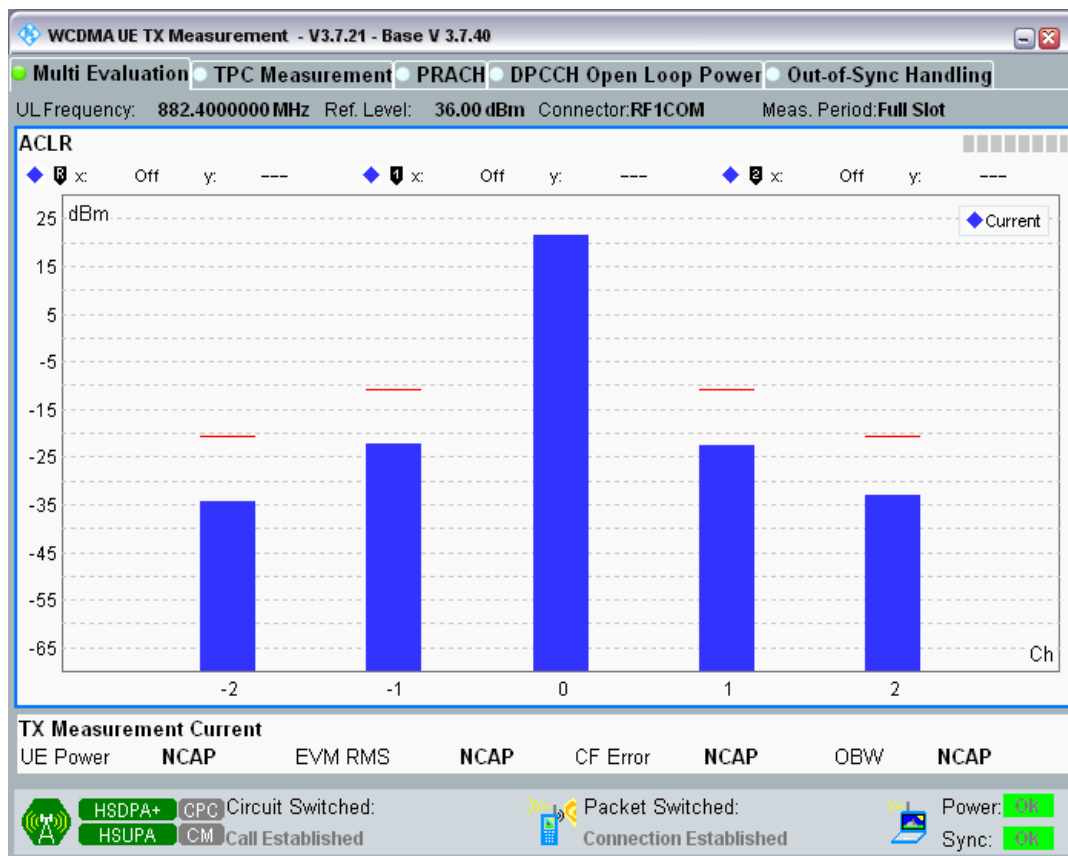 WCDMA UE TX Measurement - V3.7.21 - Base V 3.7.40
Multi Evaluation TPC Measurement PRACH DPCCH Open Loop Power Out-of-Sync Handling
UL Frequency: 882.4000000 MHz Ref. Level: 36.00 dBm Connector:RF1COM Meas. Period:Full Slot
ACLR
R x: Off y: --- 1 x: Off y: --- 2 x: Off y: ---
dBm
Current
25
15
5
-5
-15
-25
-35
-45
-55
-65
Ch
-2 -1 0 1 2
TX Measurement Current
UE Power NCAP EVM RMS NCAP CF Error NCAP OBW NCAP
HSDPA+ CPC Circuit Switched: Packet Switched: Power: OK
HSUPA CM Call Established Connection Established Sync: OK